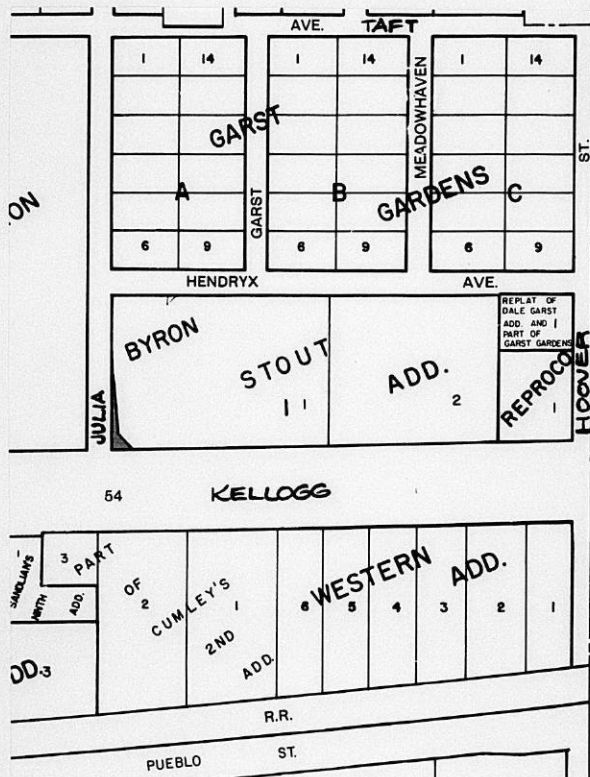 AVE. TAFT
1 14 1 14 1 14
GARST GARDENS
MEADOWHAVEN
ST.
ON
A B C
GARST
6 9 6 9 6 9
HENDRYX AVE.
REPLAT OF
DALE GARST
ADD. AND 1
PART OF
GARST GARDENS
BYRON STOUT ADD.
1 1
2
REPROCO
1
HOOVER
JULIA
54 KELLOGG
1
3
PART OF CUMLEY'S 2ND ADD.
2
1
NINTH
ADD.
WESTERN ADD.
6 5 4 3 2 1
DD. 3
R.R.
PUEBLO ST.